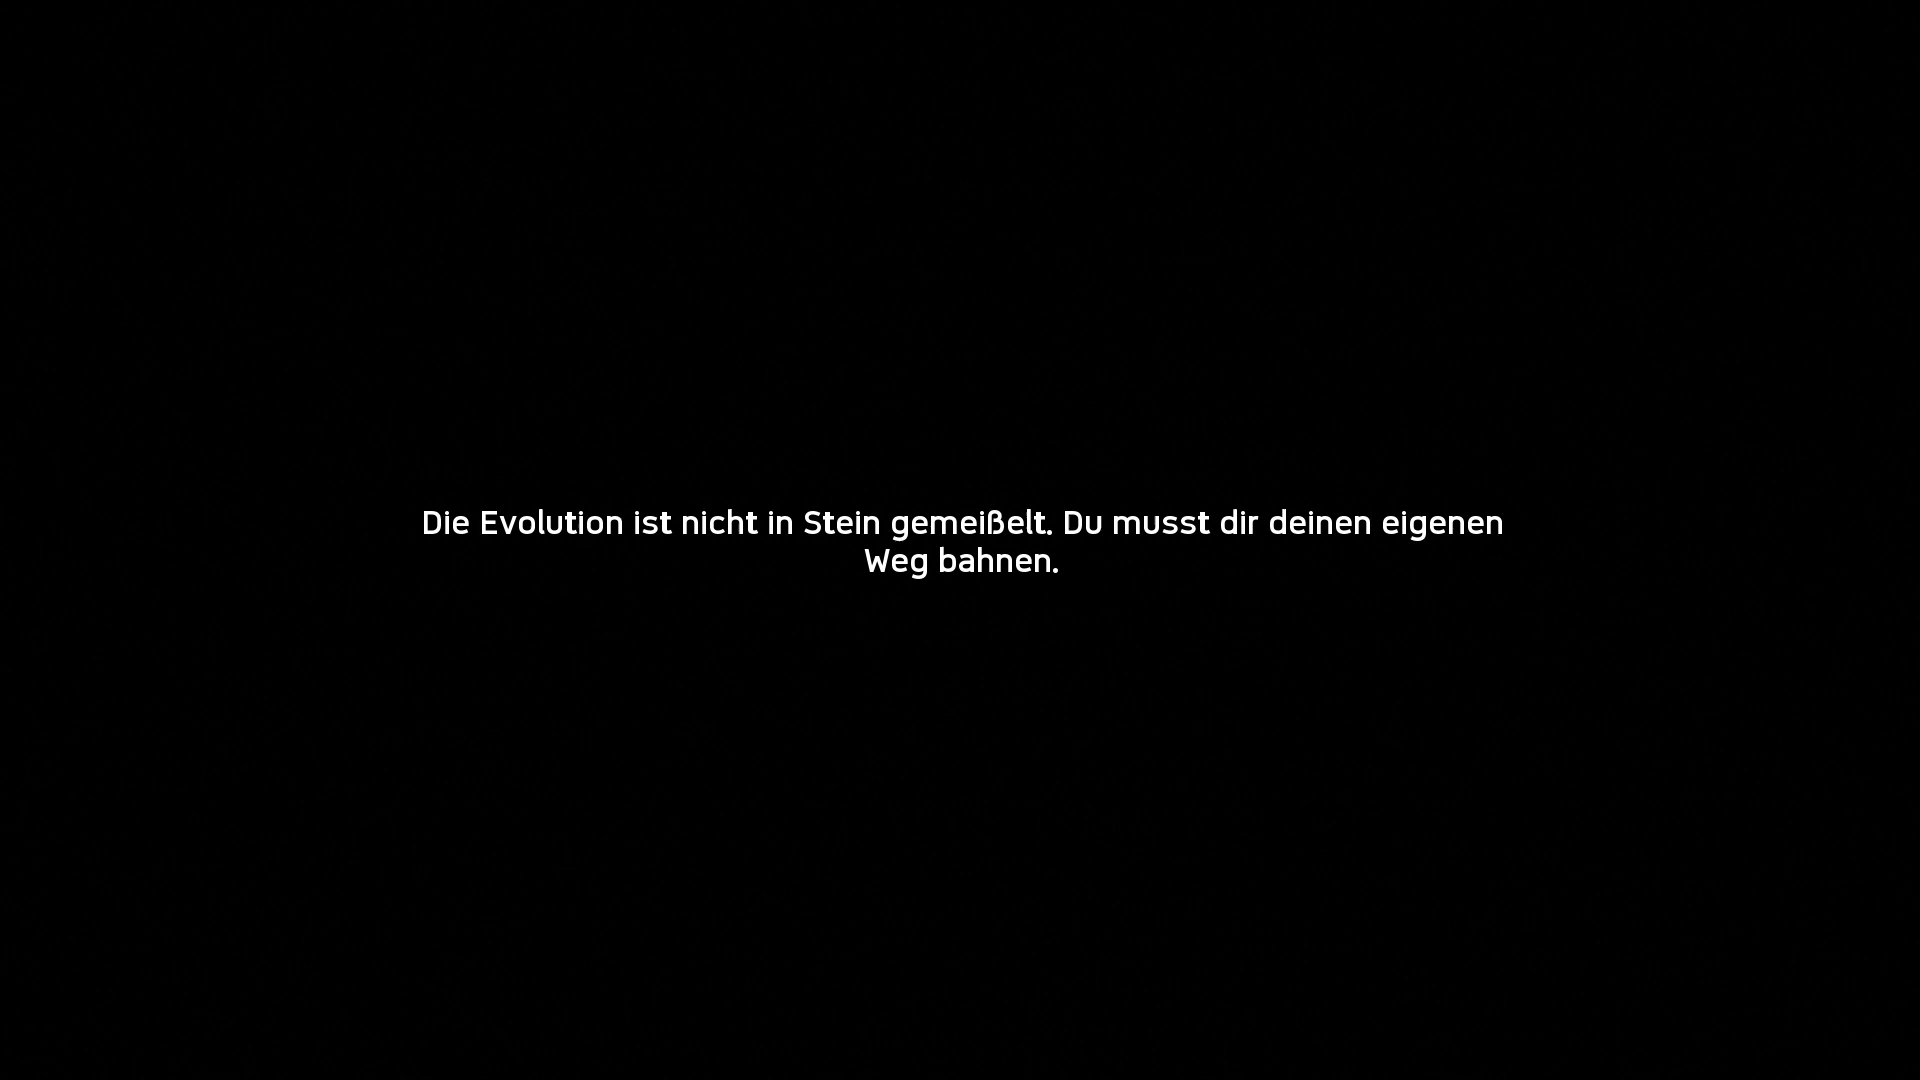 Die Evolution ist nicht in Stein gemeißelt. Du musst dir deinen eigenen
Weg bahnen.